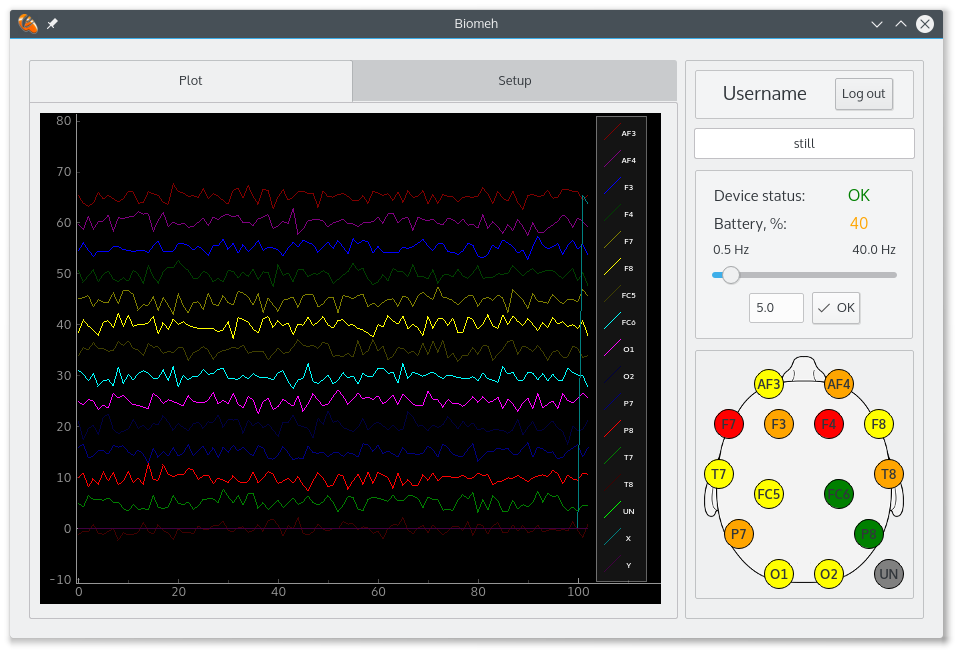 Biomeh
Plot
Setup
80
70
60
50
40
30
20
10
0
-10
0
20
40
60
80
100
AF3
AF4
F3
F4
F7
F8
FC5
FC6
O1
O2
P7
P8
T7
T8
UN
X
Y
Username
Log out
still
Device status: OK
Battery, %: 40
0.5 Hz 40.0 Hz
5.0 OK
AF3 AF4
F7 F3 F4 F8
T7 T8
FC5 FC6
P7 P8
O1 O2 UN